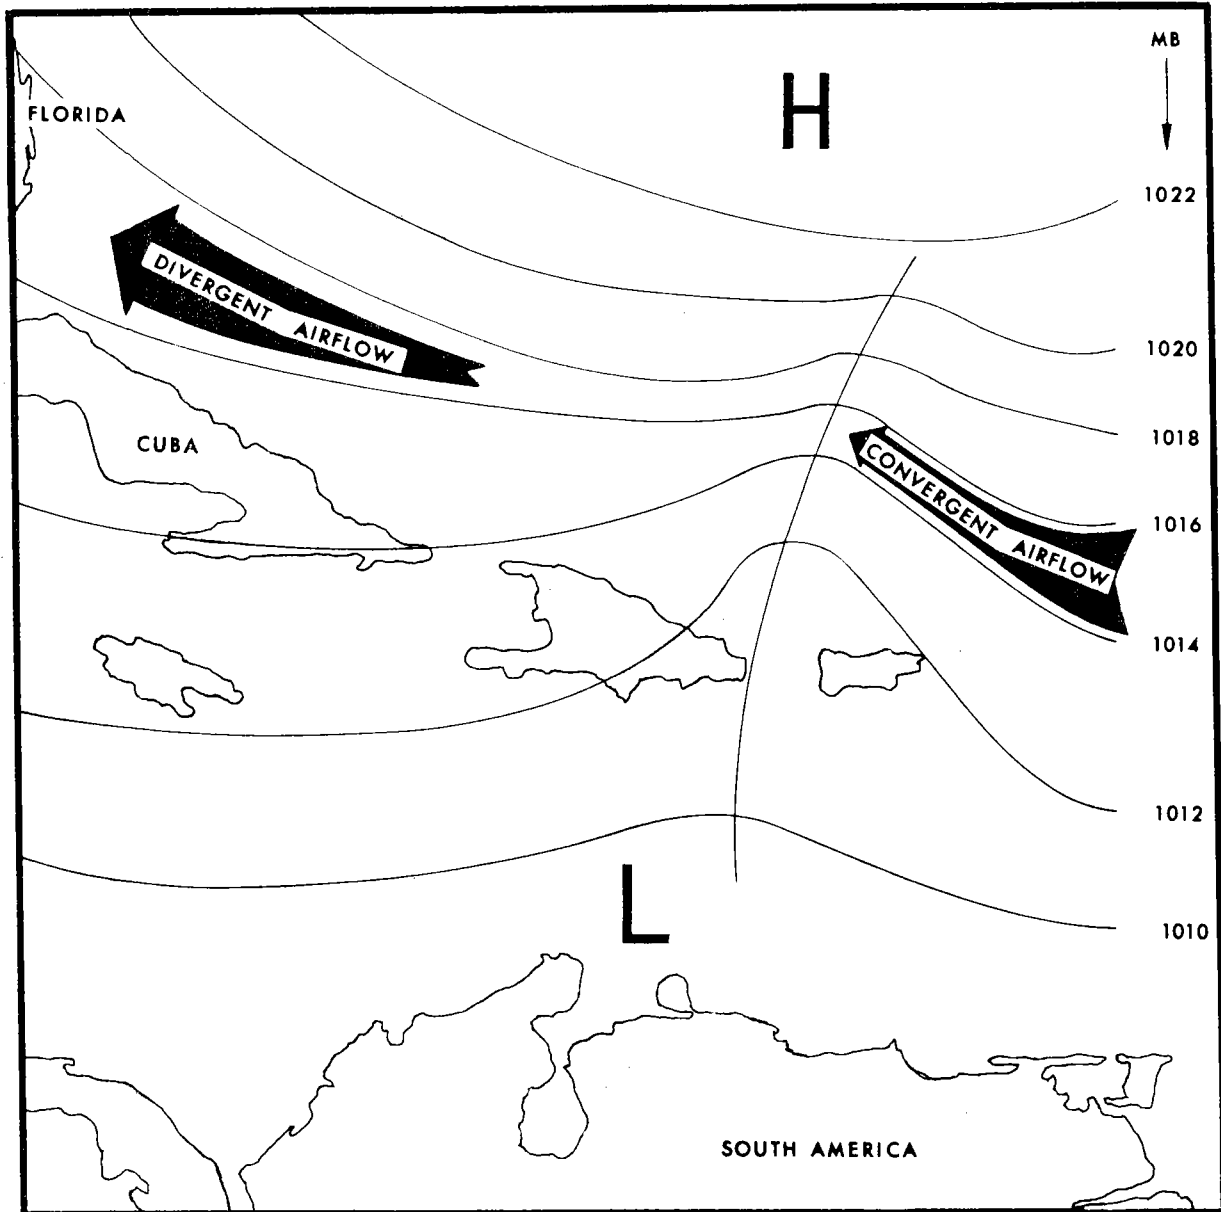 MB
H
FLORIDA
1022
DIVERGENT AIRFLOW
1020
CUBA
1018
CONVERGENT AIRFLOW
1016
1014
1012
L
1010
SOUTH AMERICA